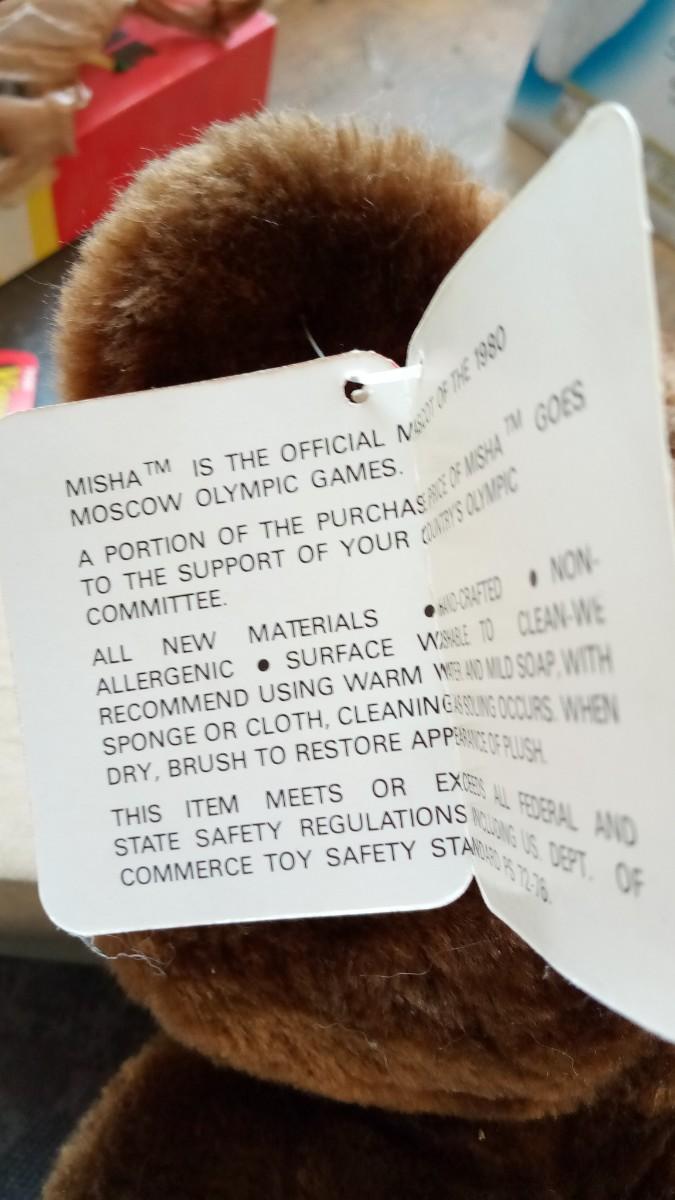 MISHA™ IS THE OFFICIAL MASCOT OF THE 1980
MOSCOW OLYMPIC GAMES.
A PORTION OF THE PURCHASE PRICE OF MISHA™ GOES
TO THE SUPPORT OF YOUR COUNTRY'S OLYMPIC
COMMITTEE.
ALL NEW MATERIALS • HAND-CRAFTED • NON-
ALLERGENIC • SURFACE WASHABLE TO CLEAN-WE
RECOMMEND USING WARM WATER AND MILD SOAP, WITH
SPONGE OR CLOTH, CLEANING AS SOILING OCCURS. WHEN
DRY, BRUSH TO RESTORE APPEARANCE OF PLUSH.
THIS ITEM MEETS OR EXCEEDS ALL FEDERAL AND
STATE SAFETY REGULATIONS INCLUDING US. DEPT. OF
COMMERCE TOY SAFETY STANDARD PS 72-76.